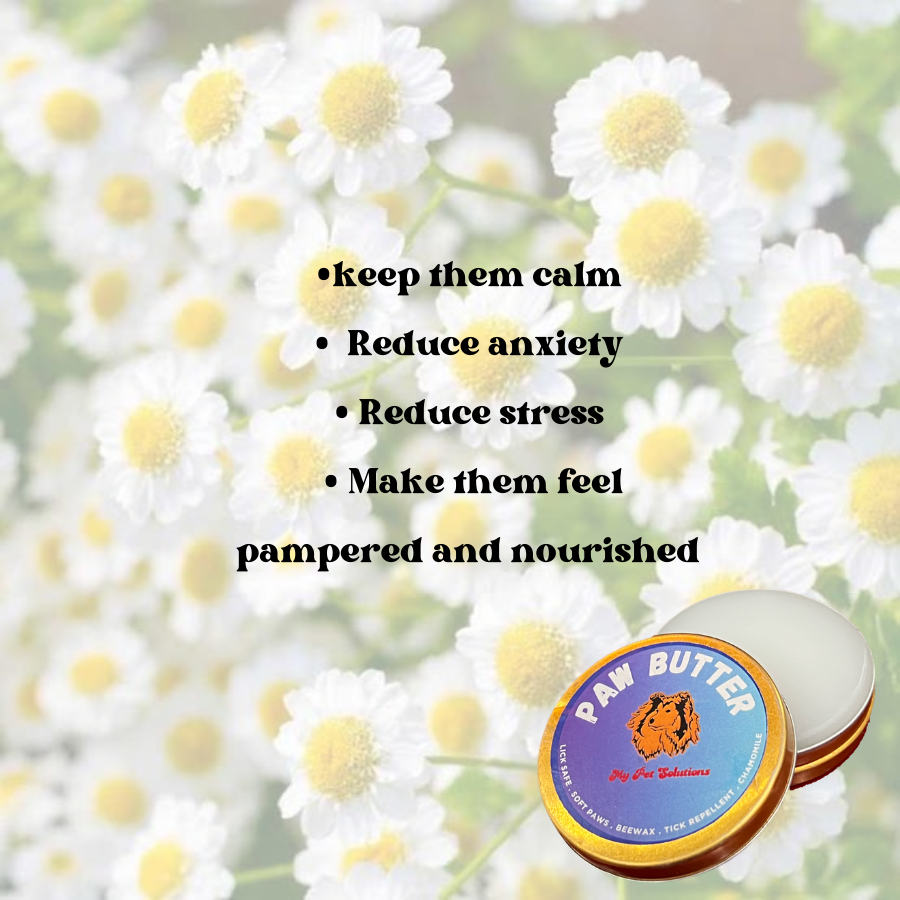 •keep them calm
• Reduce anxiety
• Reduce stress
• Make them feel
pampered and nourished
PAW BUTTER
My Pet Solutions
LICK SAFE . SOFT PAWS . BEEWAX . TICK REPELLENT . CHAMOMILE